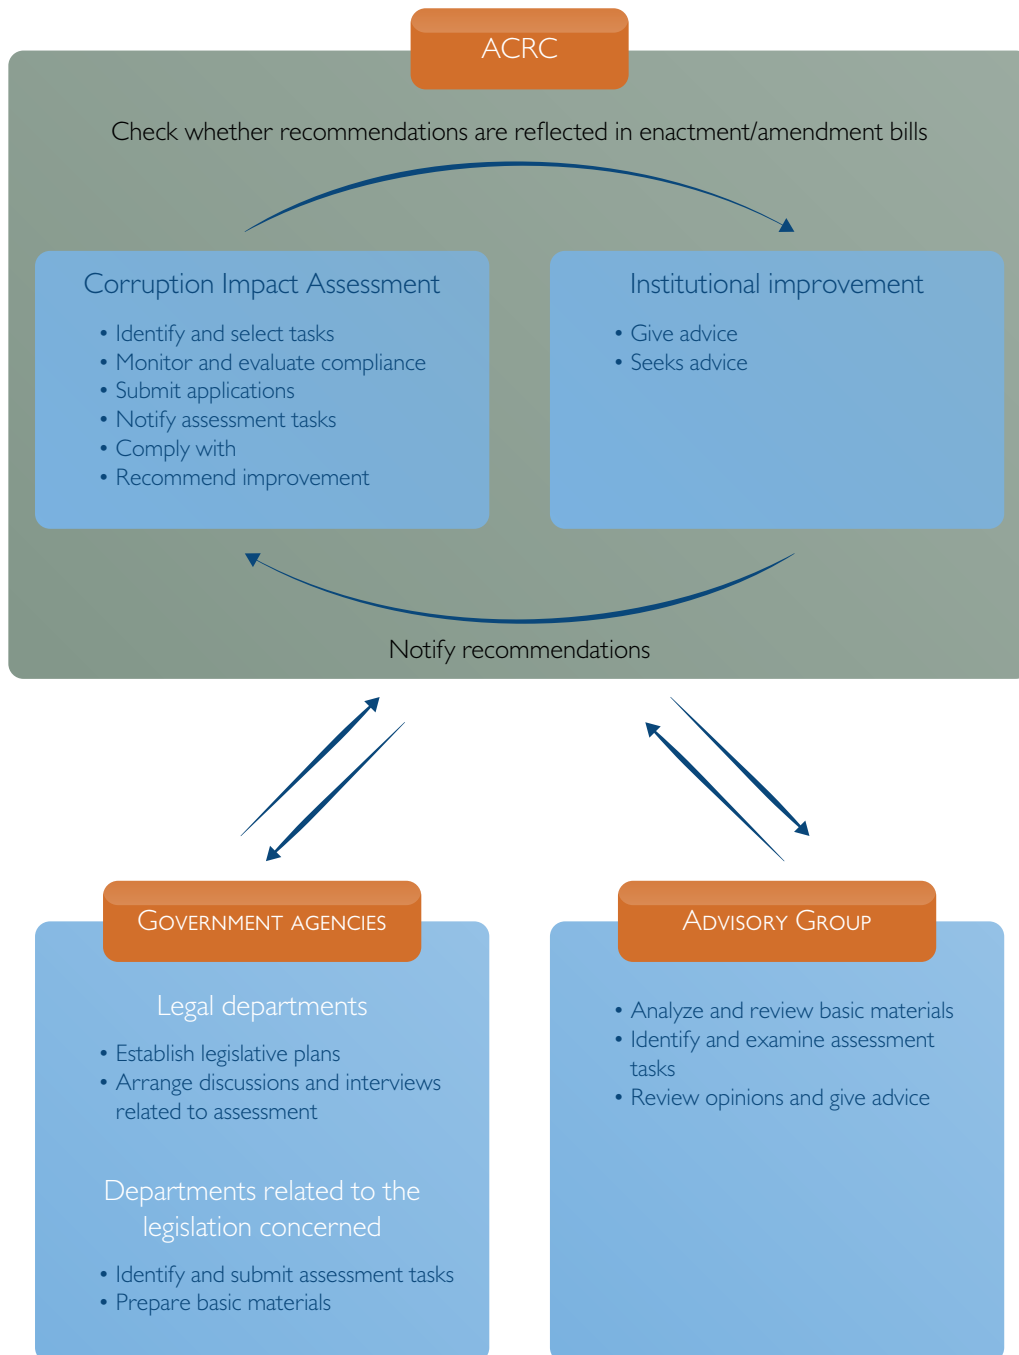 ACRC
Check whether recommendations are reflected in enactment/amendment bills
Corruption Impact Assessment
• Identify and select tasks
• Monitor and evaluate compliance
• Submit applications
• Notify assessment tasks
• Comply with
• Recommend improvement
Institutional improvement
• Give advice
• Seeks advice
Notify recommendations
Government agencies
Legal departments
• Establish legislative plans
• Arrange discussions and interviews
related to assessment
Departments related to the
legislation concerned
• Identify and submit assessment tasks
• Prepare basic materials
Advisory Group
• Analyze and review basic materials
• Identify and examine assessment
tasks
• Review opinions and give advice